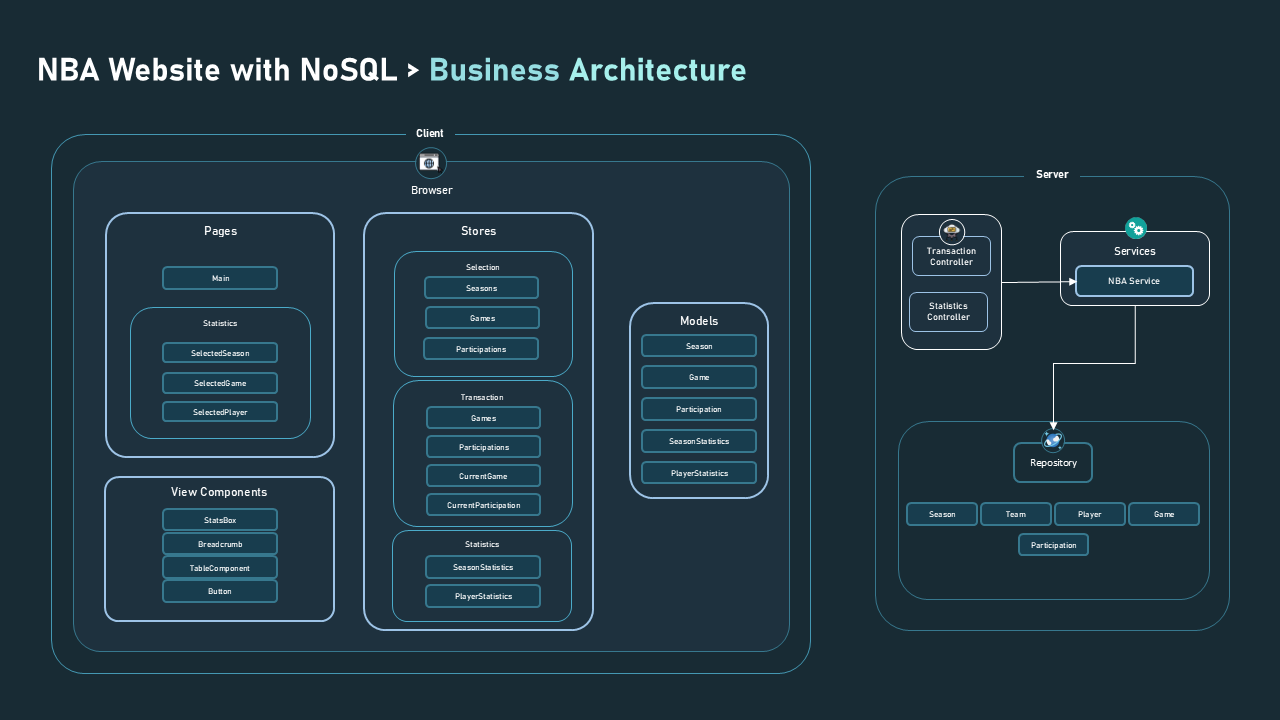 NBA Website with NoSQL > Business Architecture
Client
Browser
Pages
Main
Statistics
SelectedSeason
SelectedGame
SelectedPlayer
View Components
StatsBox
Breadcrumb
TableComponent
Button
Stores
Selection
Seasons
Games
Participations
Transaction
Games
Participations
CurrentGame
CurrentParticipation
Statistics
SeasonStatistics
PlayerStatistics
Models
Season
Game
Participation
SeasonStatistics
PlayerStatistics
Server
Transaction
Controller
Statistics
Controller
Services
NBA Service
Repository
Season
Team
Player
Game
Participation